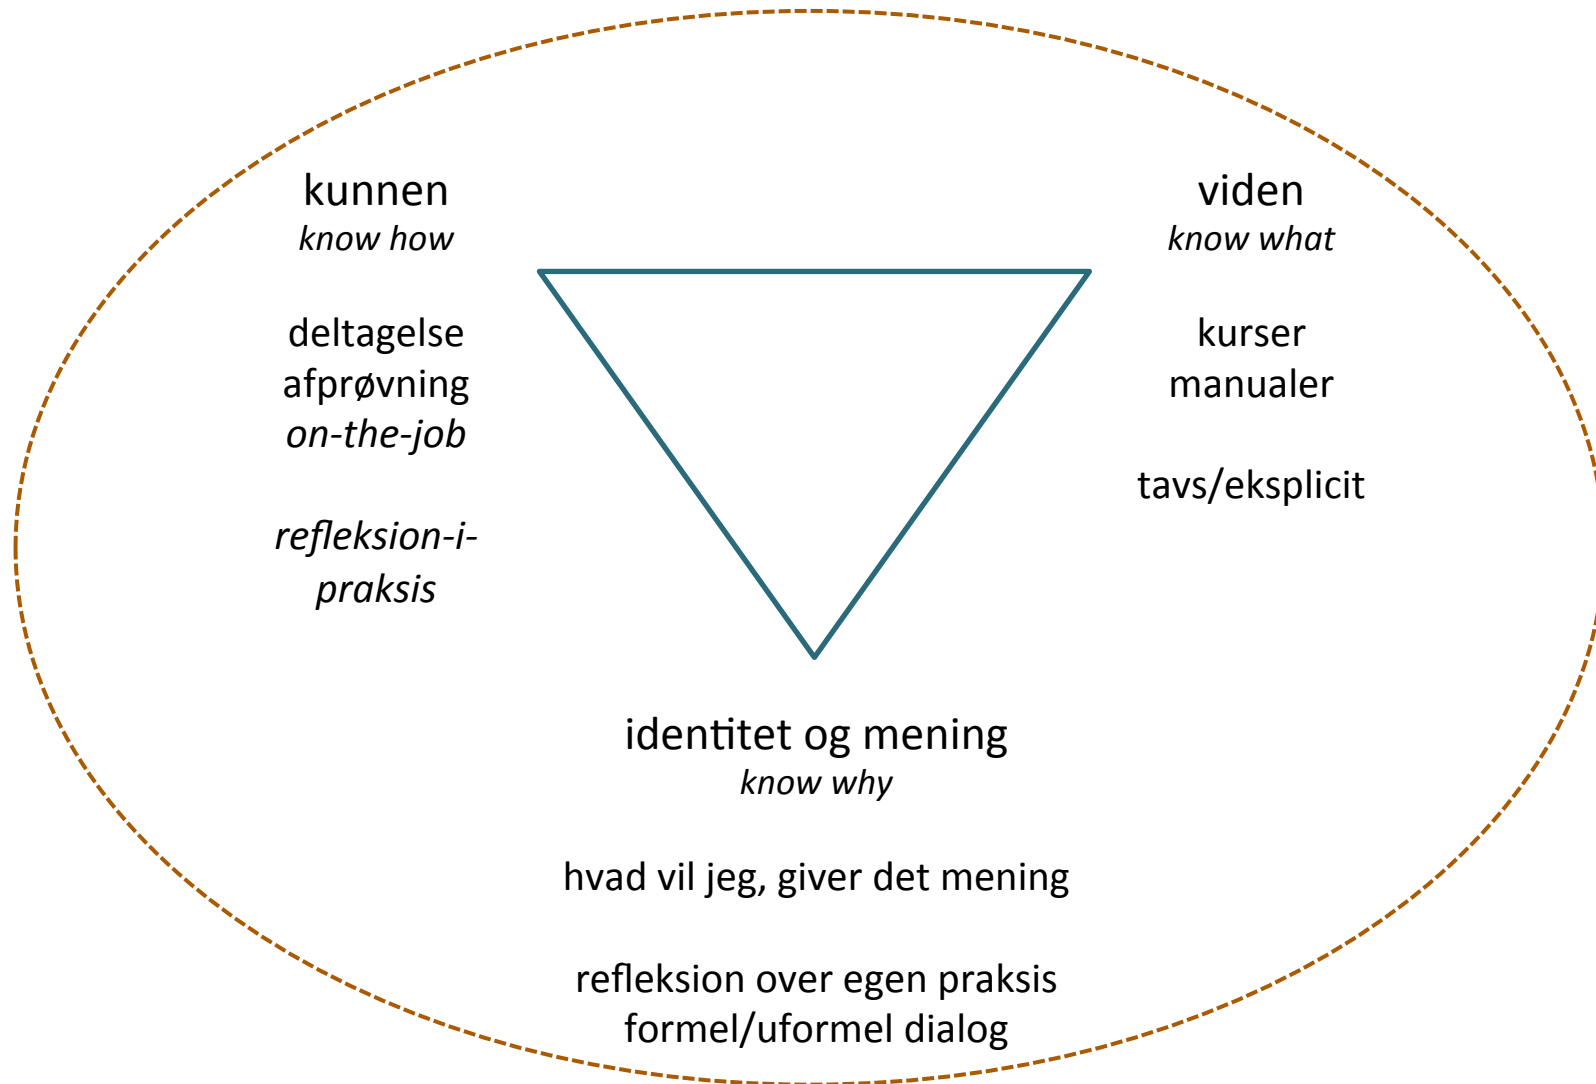 kunnen
know how
deltagelse
afprøvning
on-the-job
refleksion-i-
praksis
viden
know what
kurser
manualer
tavs/eksplicit
identitet og mening
know why
hvad vil jeg, giver det mening
refleksion over egen praksis
formel/uformel dialog